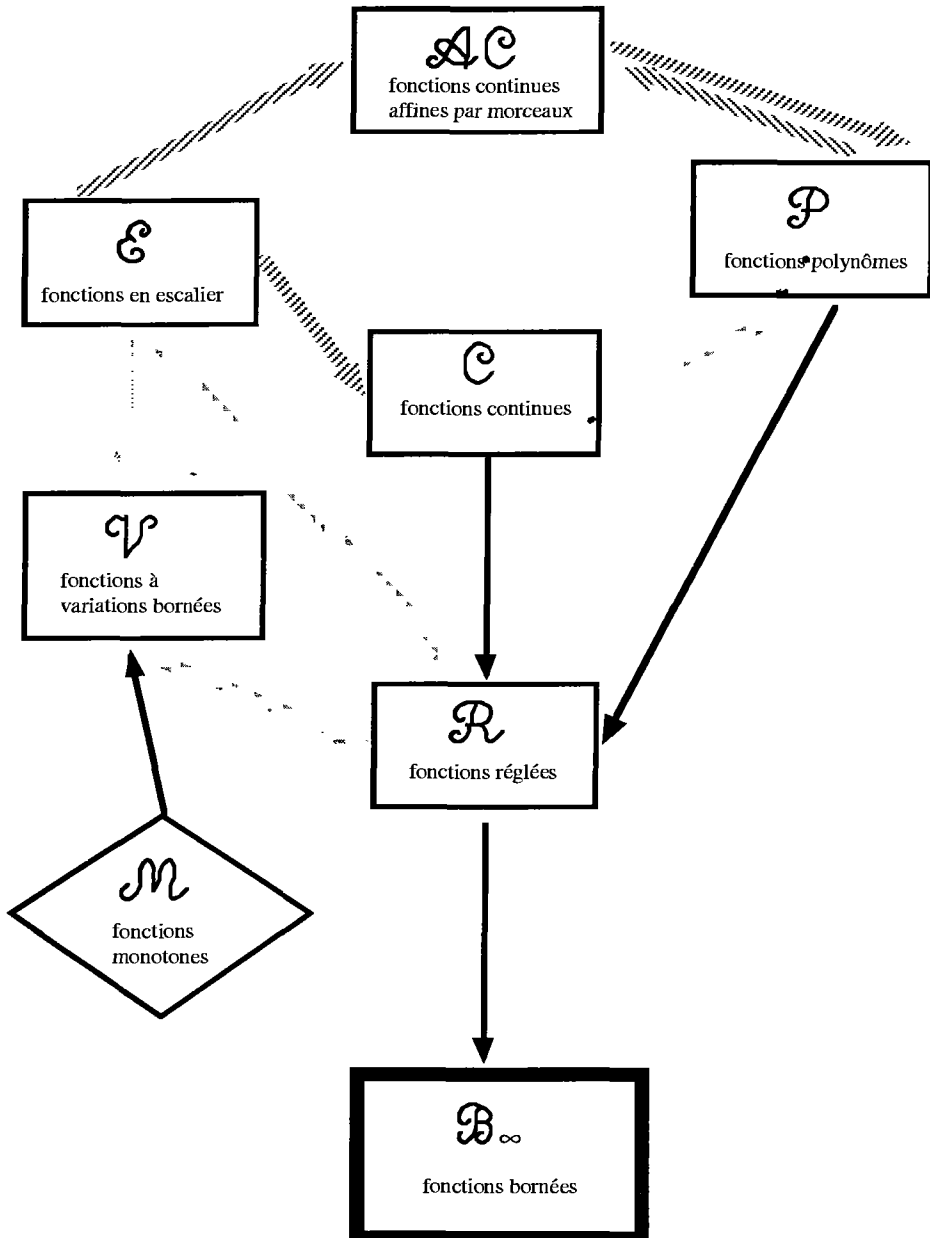 AC
fonctions continues
affines par morceaux
P
fonctions polynômes
E
fonctions en escalier
C
fonctions continues
V
fonctions à
variations bornées
R
fonctions réglées
M
fonctions
monotones
B∞
fonctions bornées